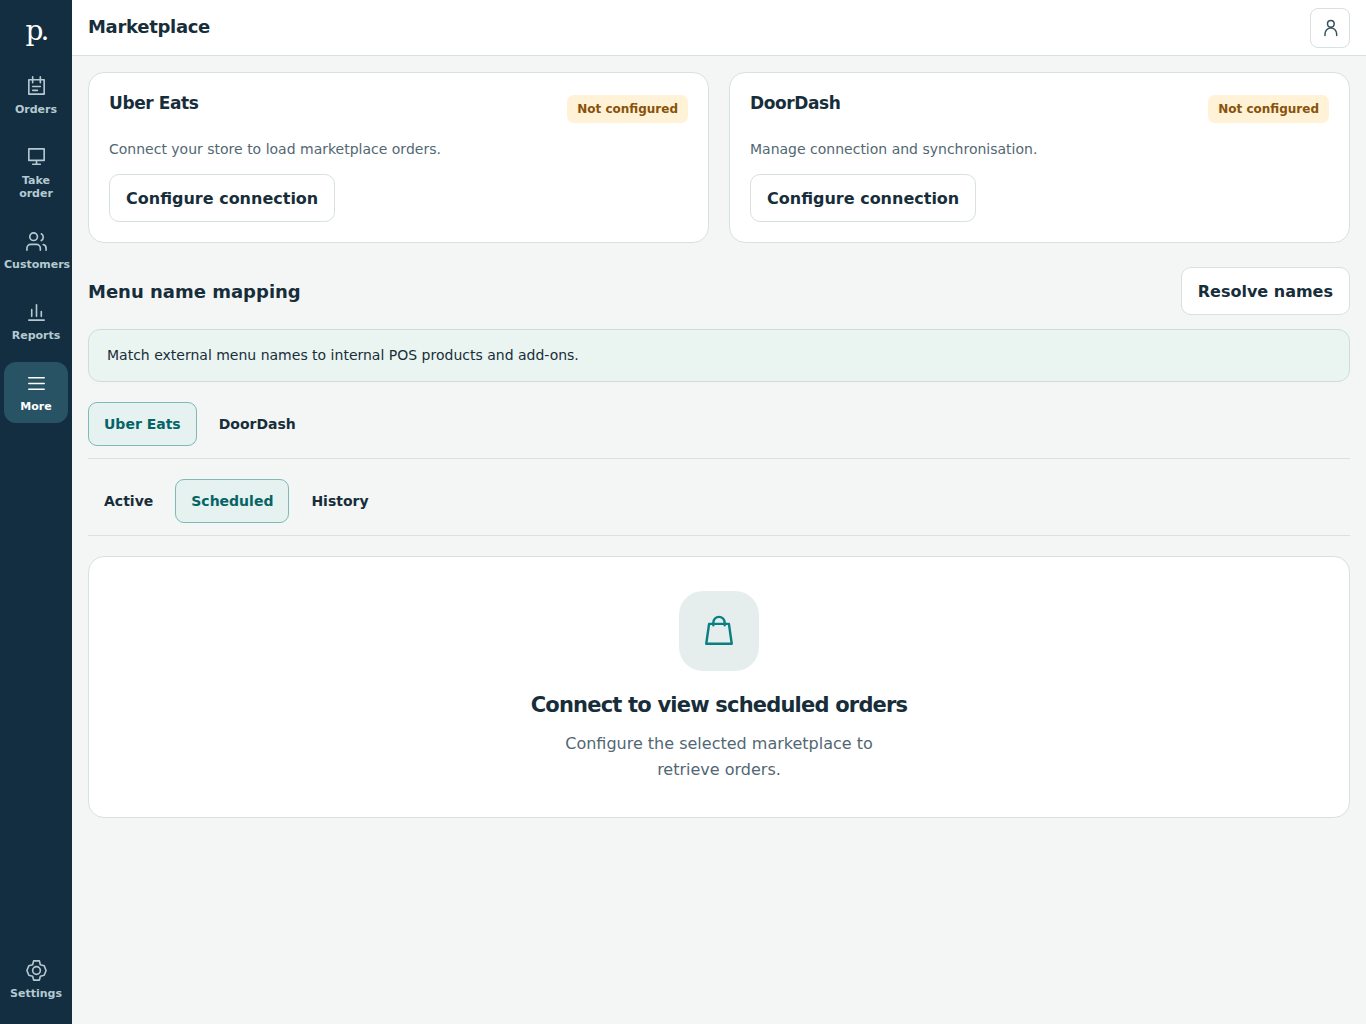 p.
Marketplace
Orders
Take
order
Customers
Reports
More
Settings
Uber Eats
Not configured
Connect your store to load marketplace orders.
Configure connection
DoorDash
Not configured
Manage connection and synchronisation.
Configure connection
Menu name mapping
Resolve names
Match external menu names to internal POS products and add-ons.
Uber Eats
DoorDash
Active
Scheduled
History
Connect to view scheduled orders
Configure the selected marketplace to
retrieve orders.